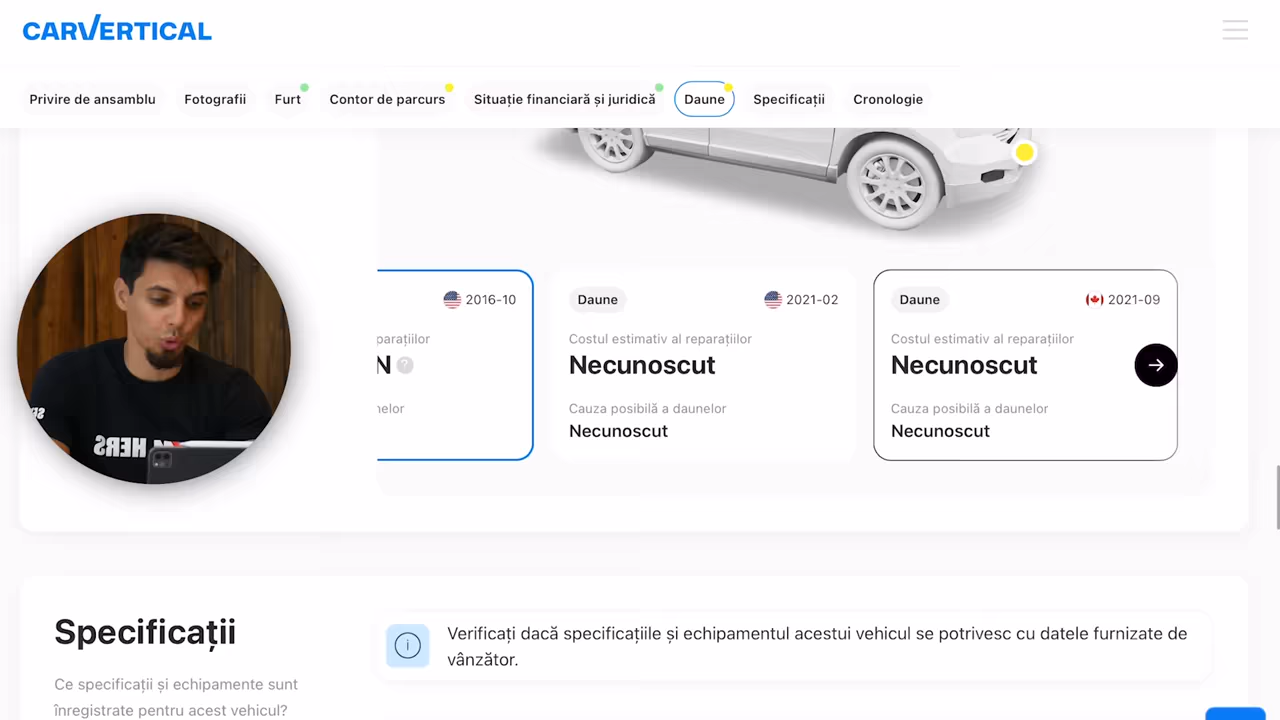 CARVERTICAL
Privire de ansamblu
Fotografii
Furt
Contor de parcurs
Situație financiară și juridică
Daune
Specificații
Cronologie
2016-10
parațiilor
N ?
nelor
Daune
2021-02
Costul estimativ al reparațiilor
Necunoscut
Cauza posibilă a daunelor
Necunoscut
Daune
2021-09
Costul estimativ al reparațiilor
Necunoscut
Cauza posibilă a daunelor
Necunoscut
Specificații
Ce specificații și echipamente sunt
înregistrate pentru acest vehicul?
Verificați dacă specificațiile și echipamentul acestui vehicul se potrivesc cu datele furnizate de
vânzător.